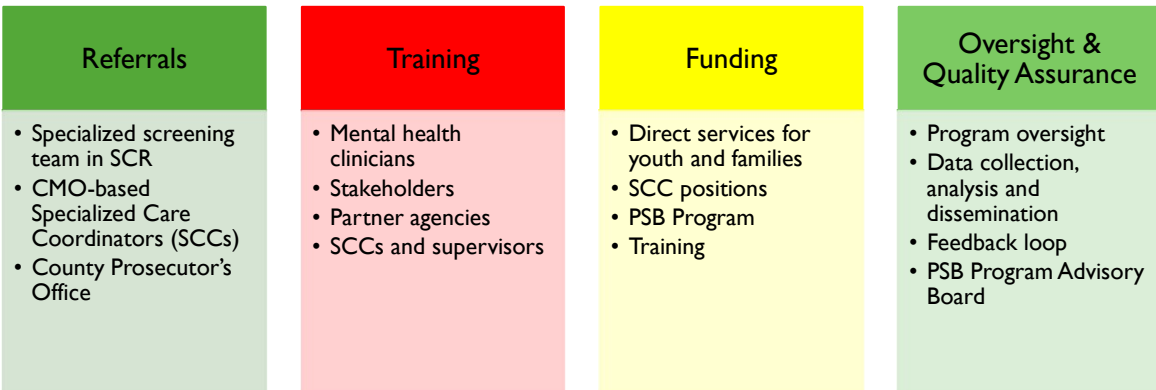 Referrals
• Specialized screening
team in SCR
• CMO-based
Specialized Care
Coordinators (SCCs)
• County Prosecutor’s
Office
Training
• Mental health
clinicians
• Stakeholders
• Partner agencies
• SCCs and supervisors
Funding
• Direct services for
youth and families
• SCC positions
• PSB Program
• Training
Oversight &
Quality Assurance
• Program oversight
• Data collection,
analysis and
dissemination
• Feedback loop
• PSB Program Advisory
Board